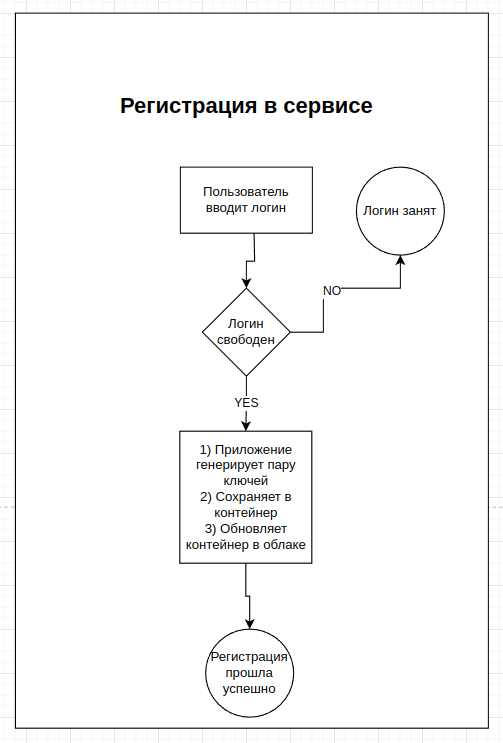 Регистрация в сервисе
Пользователь
вводит логин
Логин занят
NO
Логин
свободен
YES
1) Приложение
генерирует пару
ключей
2) Сохраняет в
контейнер
3) Обновляет
контейнер в облаке
Регистрация
прошла
успешно